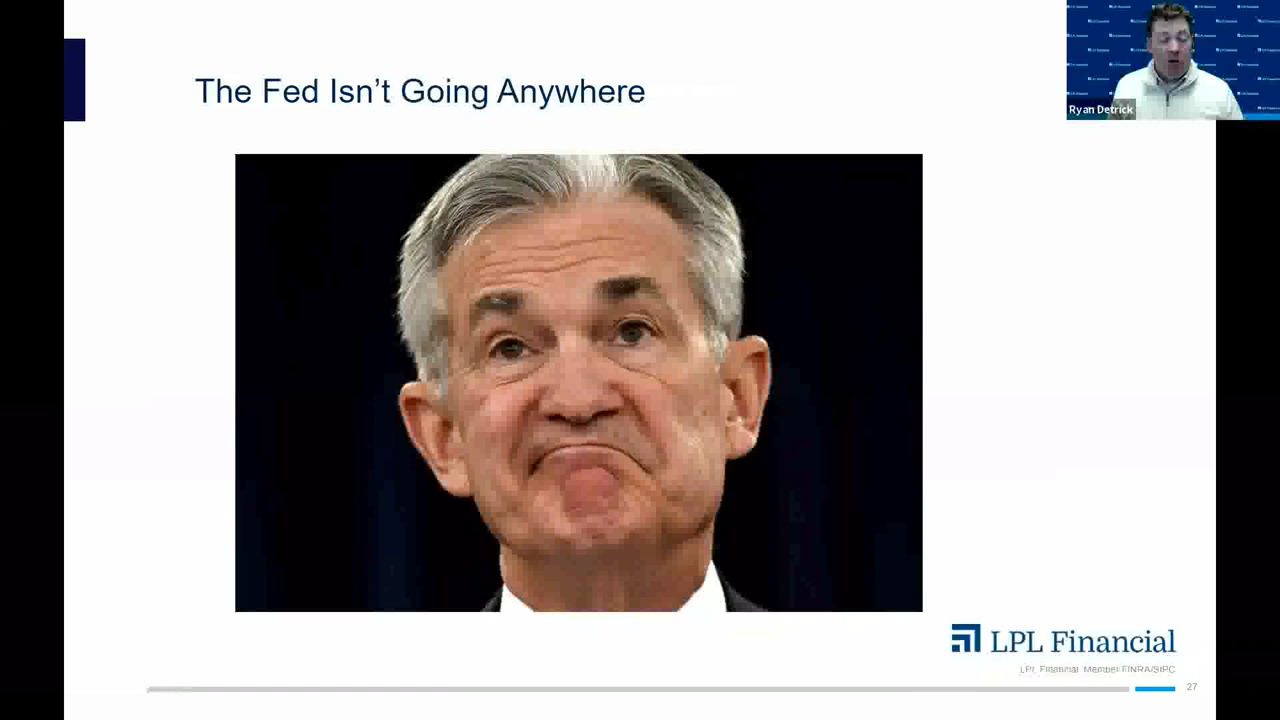 The Fed Isn't Going Anywhere
Ryan Detrick
LPL Financial
LPL Financial Member FINRA/SIPC
27